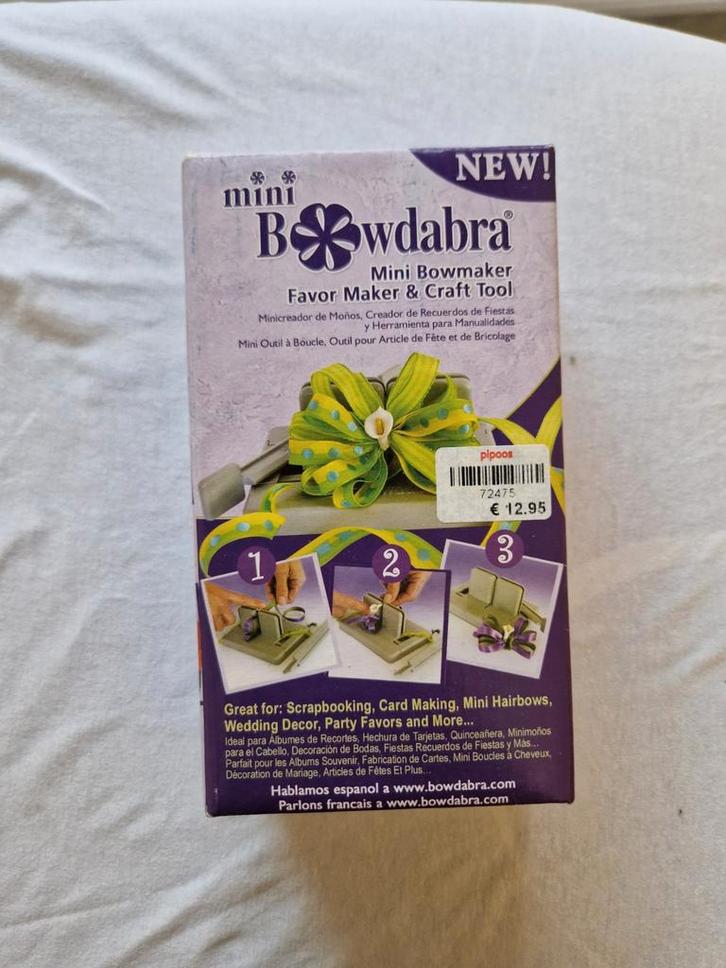 NEW!
mini
Bowdabra®
Mini Bowmaker
Favor Maker & Craft Tool
Minicreador de Moños, Creador de Recuerdos de Fiestas
y Herramienta para Manualidades
Mini Outil à Boucle, Outil pour Article de Fête et de Bricolage
pipoos
72475
€ 12.95
1
2
3
Great for: Scrapbooking, Card Making, Mini Hairbows,
Wedding Decor, Party Favors and More...
Ideal para Álbumes de Recortes, Hechura de Tarjetas, Quinceañera, Minimoños
para el Cabello, Decoración de Bodas, Fiestas Recuerdos de Fiestas y Más...
Parfait pour les Albums Souvenir, Fabrication de Cartes, Mini Boucles à Cheveux,
Décoration de Mariage, Articles de Fêtes Et Plus...
Hablamos espanol a www.bowdabra.com
Parlons francais a www.bowdabra.com